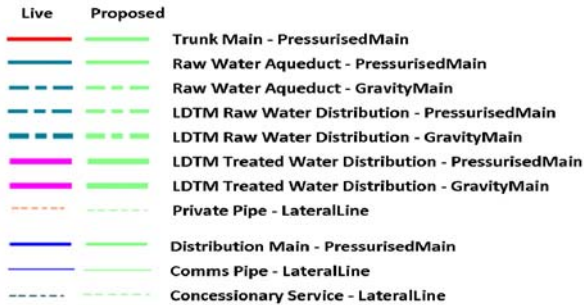 Live Proposed
Trunk Main - PressurisedMain
Raw Water Aqueduct - PressurisedMain
Raw Water Aqueduct - GravityMain
LDTM Raw Water Distribution - PressurisedMain
LDTM Raw Water Distribution - GravityMain
LDTM Treated Water Distribution - PressurisedMain
LDTM Treated Water Distribution - GravityMain
Private Pipe - LateralLine
Distribution Main - PressurisedMain
Comms Pipe - LateralLine
Concessionary Service - LateralLine